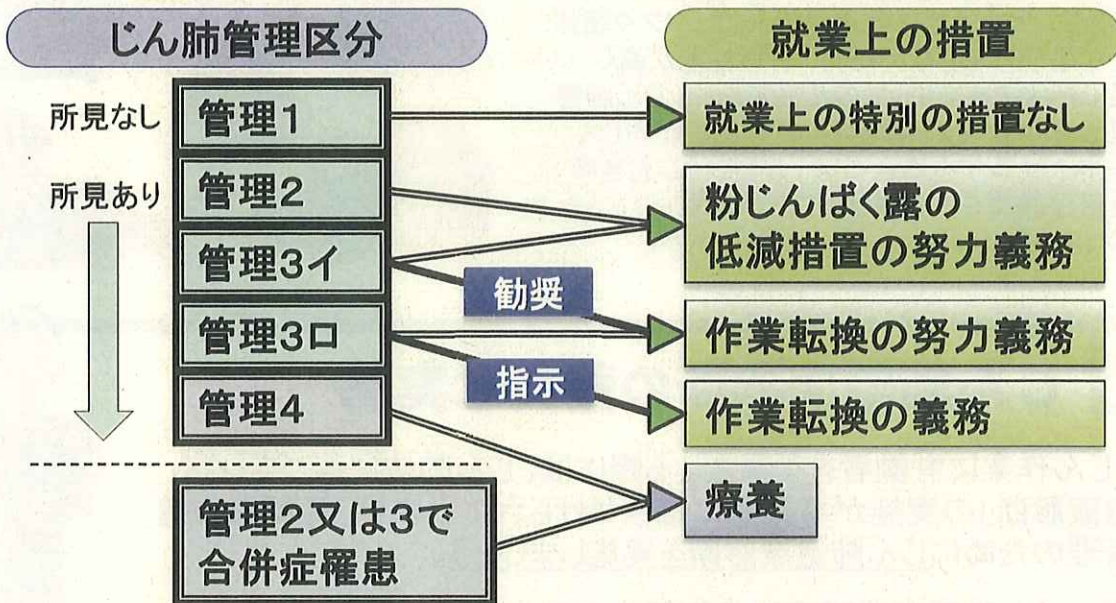 じん肺管理区分
就業上の措置
所見なし
管理1
就業上の特別の措置なし
所見あり
管理2
粉じんばく露の
低減措置の努力義務
管理3イ
勧奨
管理3ロ
作業転換の努力義務
指示
管理4
作業転換の義務
管理2又は3で
合併症罹患
療養